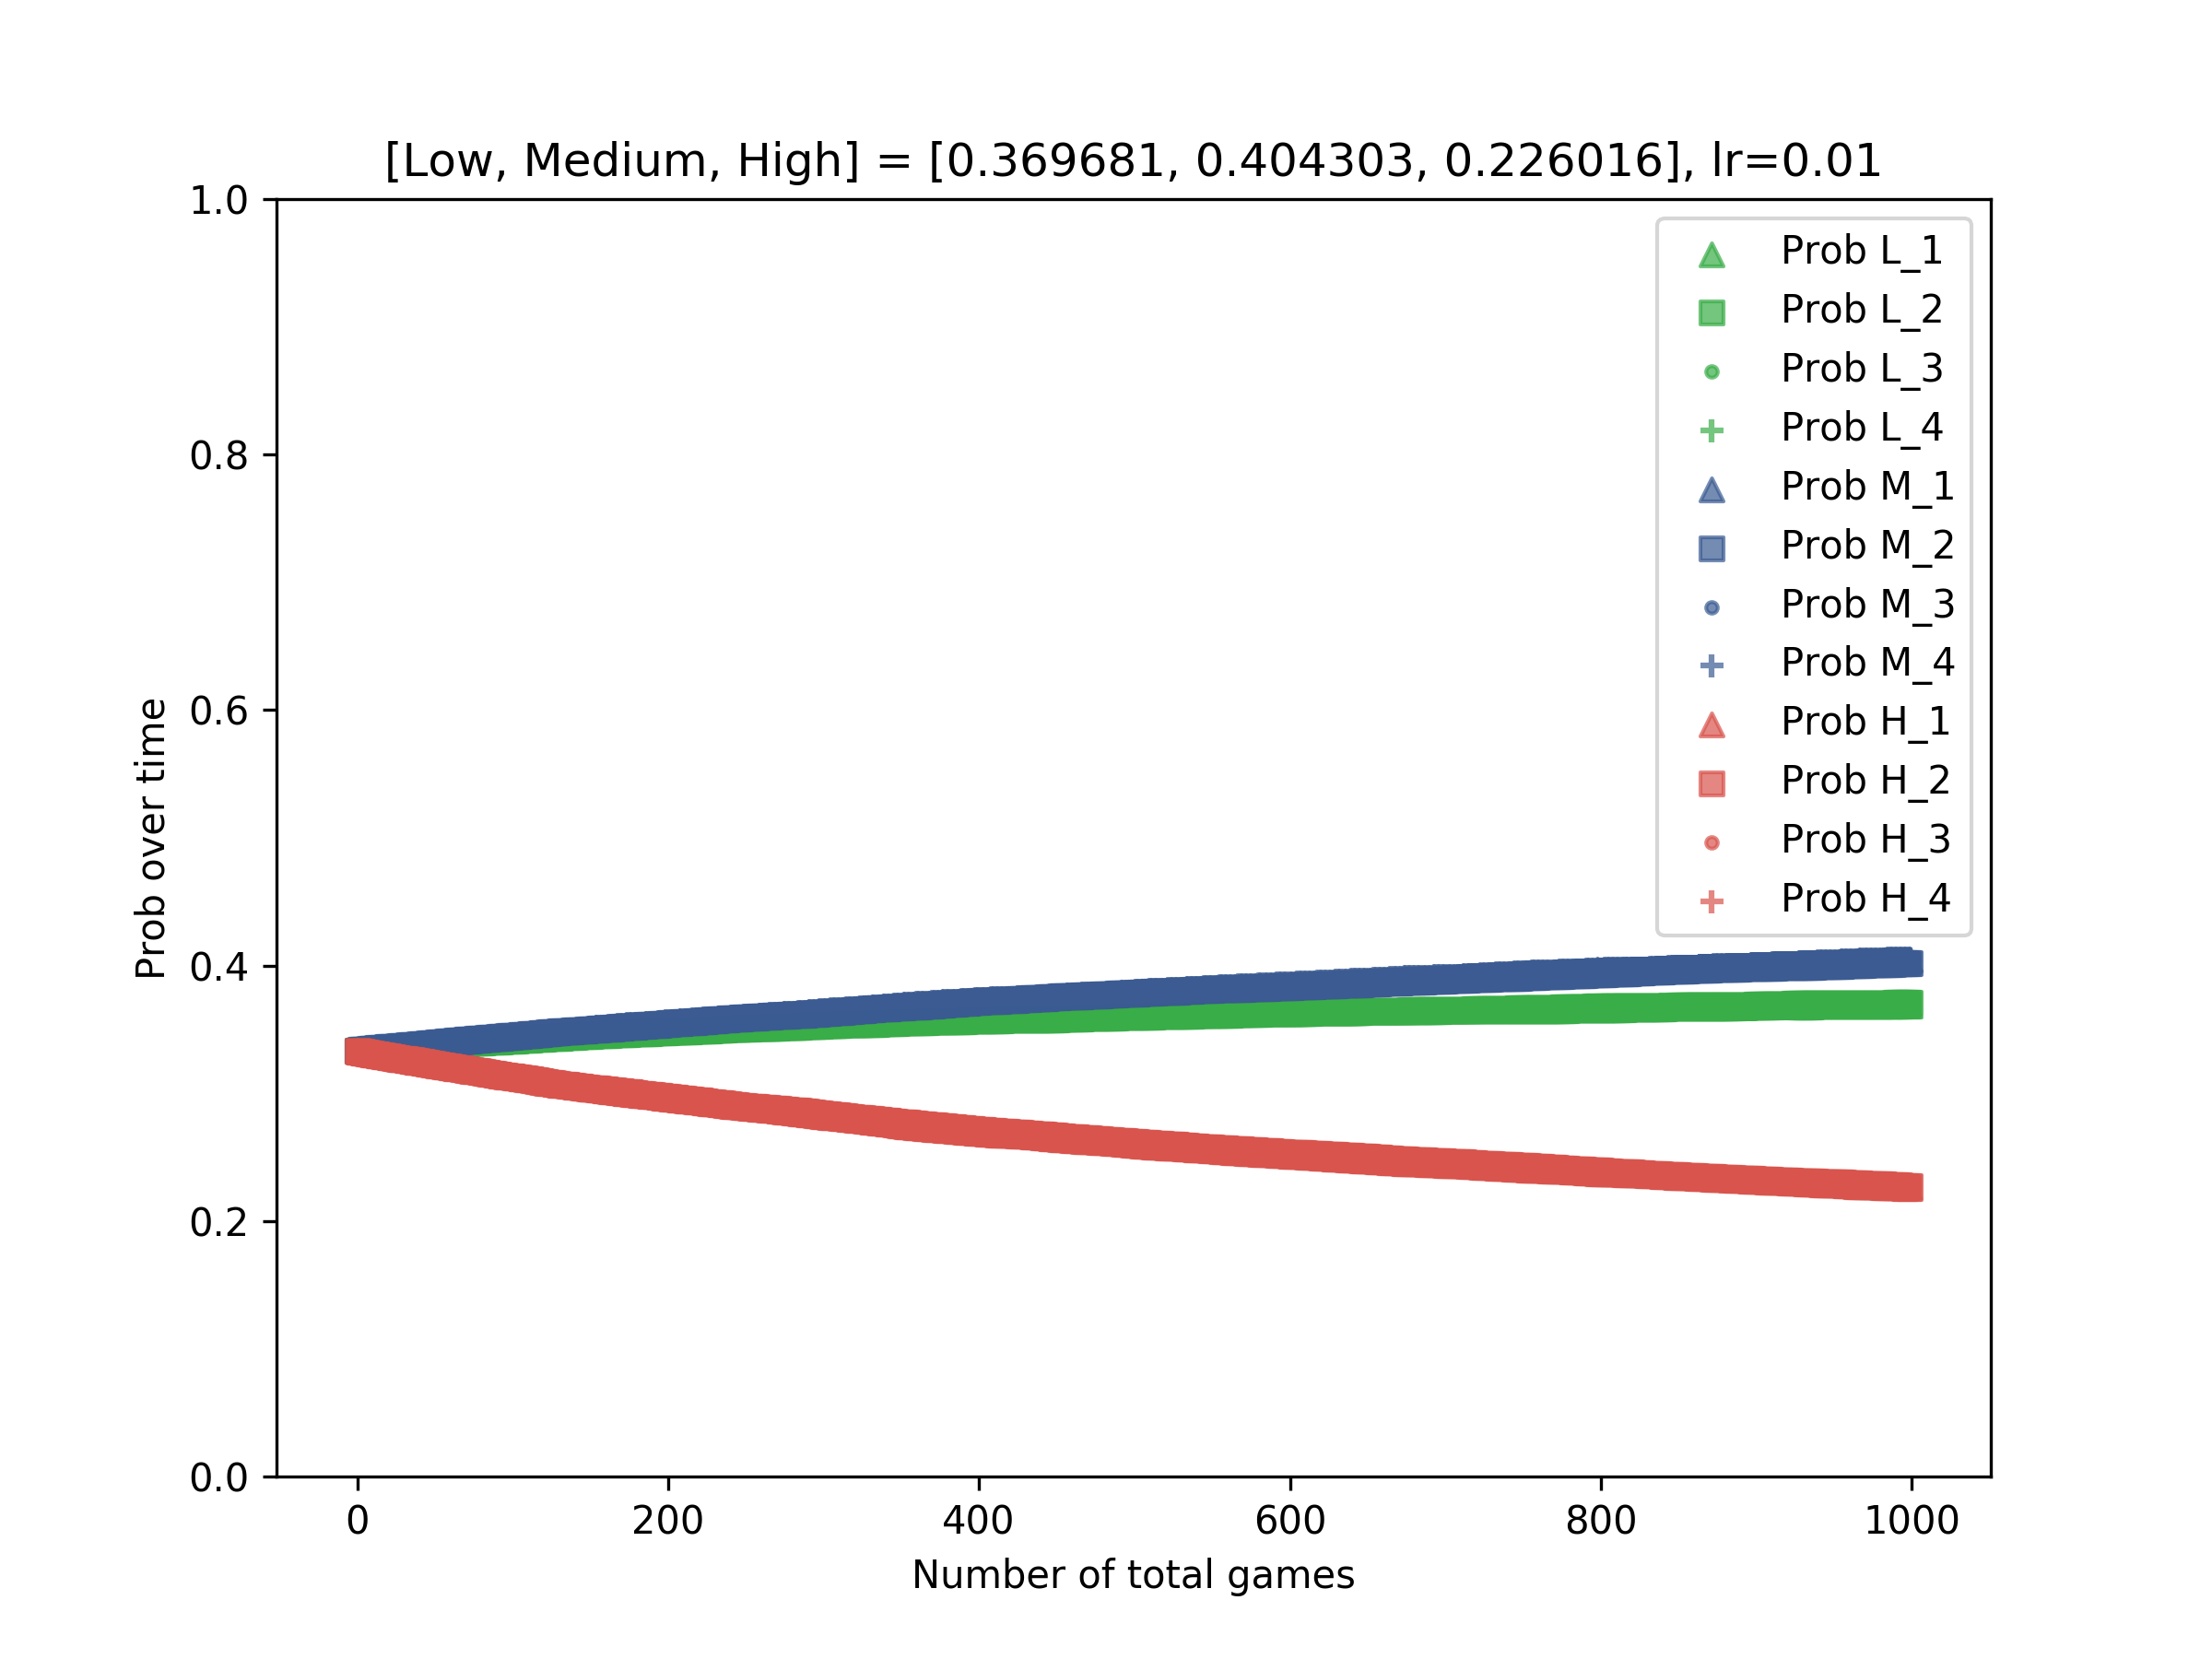 [Low, Medium, High] = [0.369681, 0.404303, 0.226016], lr=0.01
1.0
0.8
0.6
0.4
0.2
0.0
Prob over time
0 200 400 600 800 1000
Number of total games
Prob L_1
Prob L_2
Prob L_3
Prob L_4
Prob M_1
Prob M_2
Prob M_3
Prob M_4
Prob H_1
Prob H_2
Prob H_3
Prob H_4